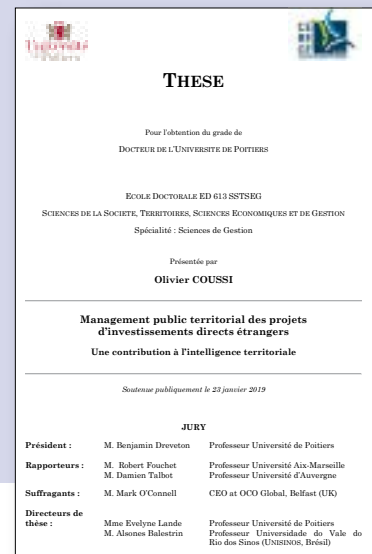 l'Université
THESE
Pour l'obtention du grade de
DOCTEUR DE L'UNIVERSITE DE POITIERS
ECOLE DOCTORALE ED 613 SSTSEG
SCIENCES DE LA SOCIETE, TERRITOIRES, SCIENCES ECONOMIQUES ET DE GESTION
Spécialité : Sciences de Gestion
Présentée par
Olivier COUSSI
Management public territorial des projets
d'investissements directs étrangers
Une contribution à l'intelligence territoriale
Soutenue publiquement le 23 janvier 2019
JURY
Président : M. Benjamin Dreveton Professeur Université de Poitiers
Rapporteurs : M. Robert Fouchet Professeur Université Aix-Marseille
M. Damien Talbot Professeur Université d'Auvergne
Suffragants : M. Mark O'Connell CEO at OCO Global, Belfast (UK)
Directeurs de
thèse : Mme Evelyne Lande Professeur Université de Poitiers
M. Alsones Balestrin Professeur Universidade do Vale do
Rio dos Sinos (UNISINOS, Brésil)